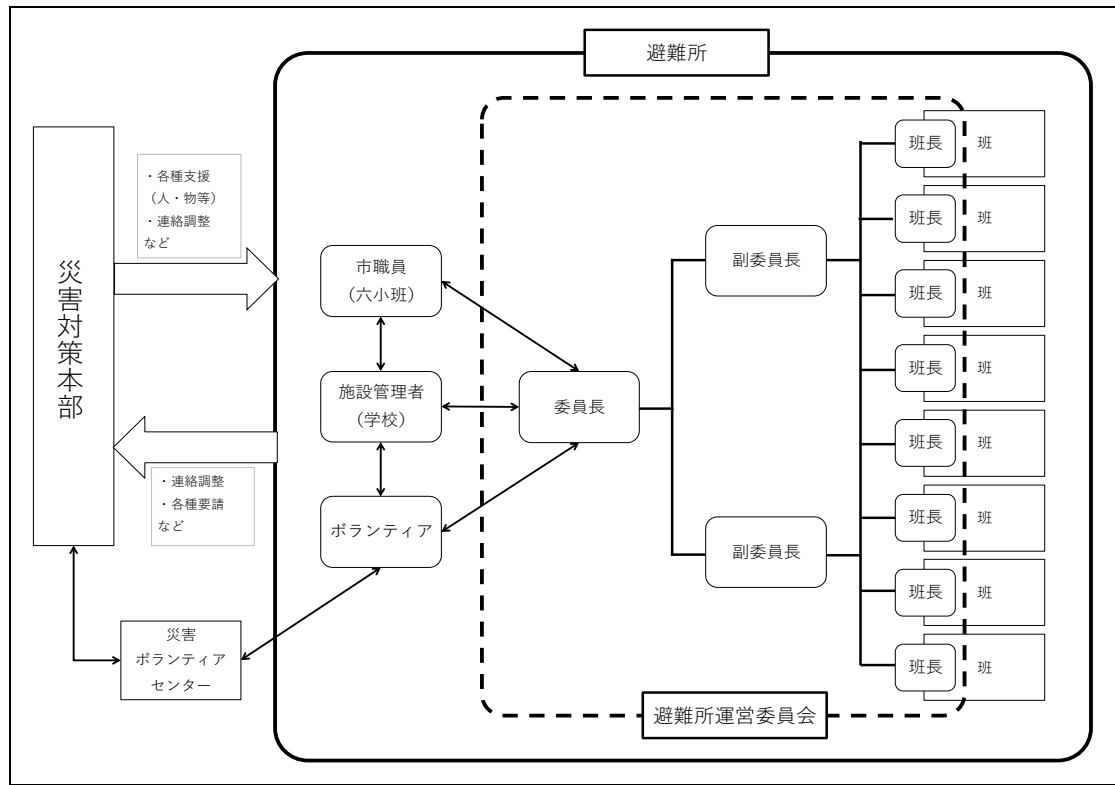 避難所
災害対策本部
・各種支援
(人・物等)
・連絡調整
など
・連絡調整
・各種要請
など
災害
ボランティア
センター
市職員
(六小班)
施設管理者
(学校)
ボランティア
委員長
副委員長
副委員長
班長
班
班長
班
班長
班
班長
班
班長
班
班長
班
班長
班
班長
班
避難所運営委員会